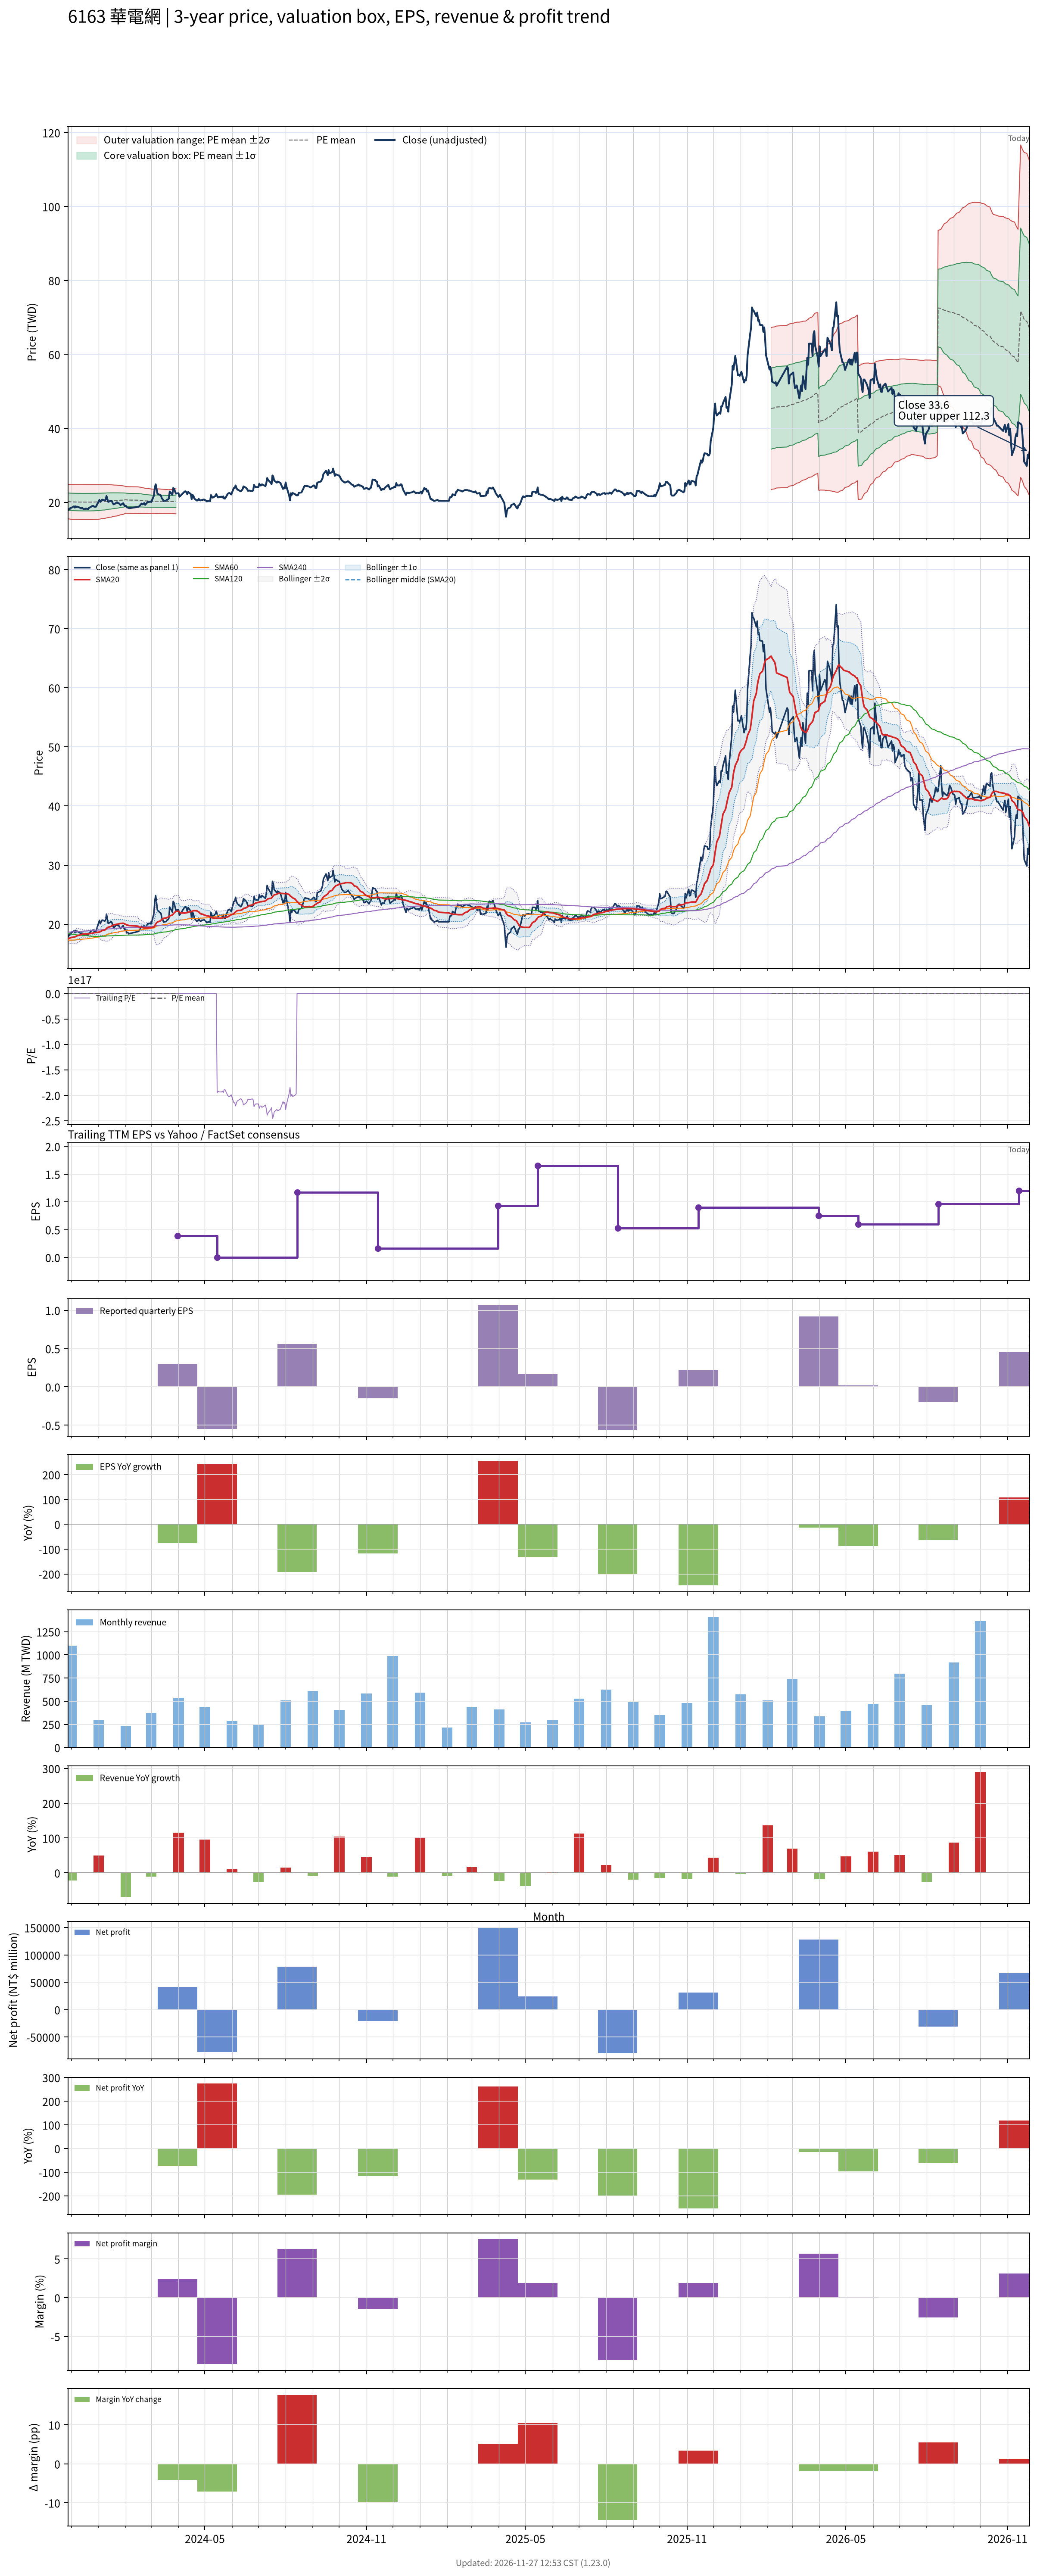 6163 華電網 | 3-year price, valuation box, EPS, revenue & profit trend
Outer valuation range: PE mean ±2σ
Core valuation box: PE mean ±1σ
PE mean
Close (unadjusted)
Today
120
100
80
60
40
20
Price (TWD)
Close 33.6
Outer upper 112.3
Close (same as panel 1)
SMA20
SMA60
SMA120
SMA240
Bollinger ±2σ
Bollinger ±1σ
Bollinger middle (SMA20)
80
70
60
50
40
30
20
Price
1e17
Trailing P/E
P/E mean
0.0
-0.5
-1.0
-1.5
-2.0
-2.5
P/E
Trailing TTM EPS vs Yahoo / FactSet consensus
Today
2.0
1.5
1.0
0.5
0.0
EPS
Reported quarterly EPS
1.0
0.5
0.0
-0.5
EPS
EPS YoY growth
200
100
0
-100
-200
YoY (%)
Monthly revenue
1250
1000
750
500
250
0
Revenue (M TWD)
Revenue YoY growth
300
200
100
0
YoY (%)
Month
Net profit
150000
100000
50000
0
-50000
Net profit (NT$ million)
Net profit YoY
300
200
100
0
-100
-200
YoY (%)
Net profit margin
5
0
-5
Margin (%)
Margin YoY change
10
0
-10
Δ margin (pp)
2024-05
2024-11
2025-05
2025-11
2026-05
2026-11
Updated: 2026-11-27 12:53 CST (1.23.0)